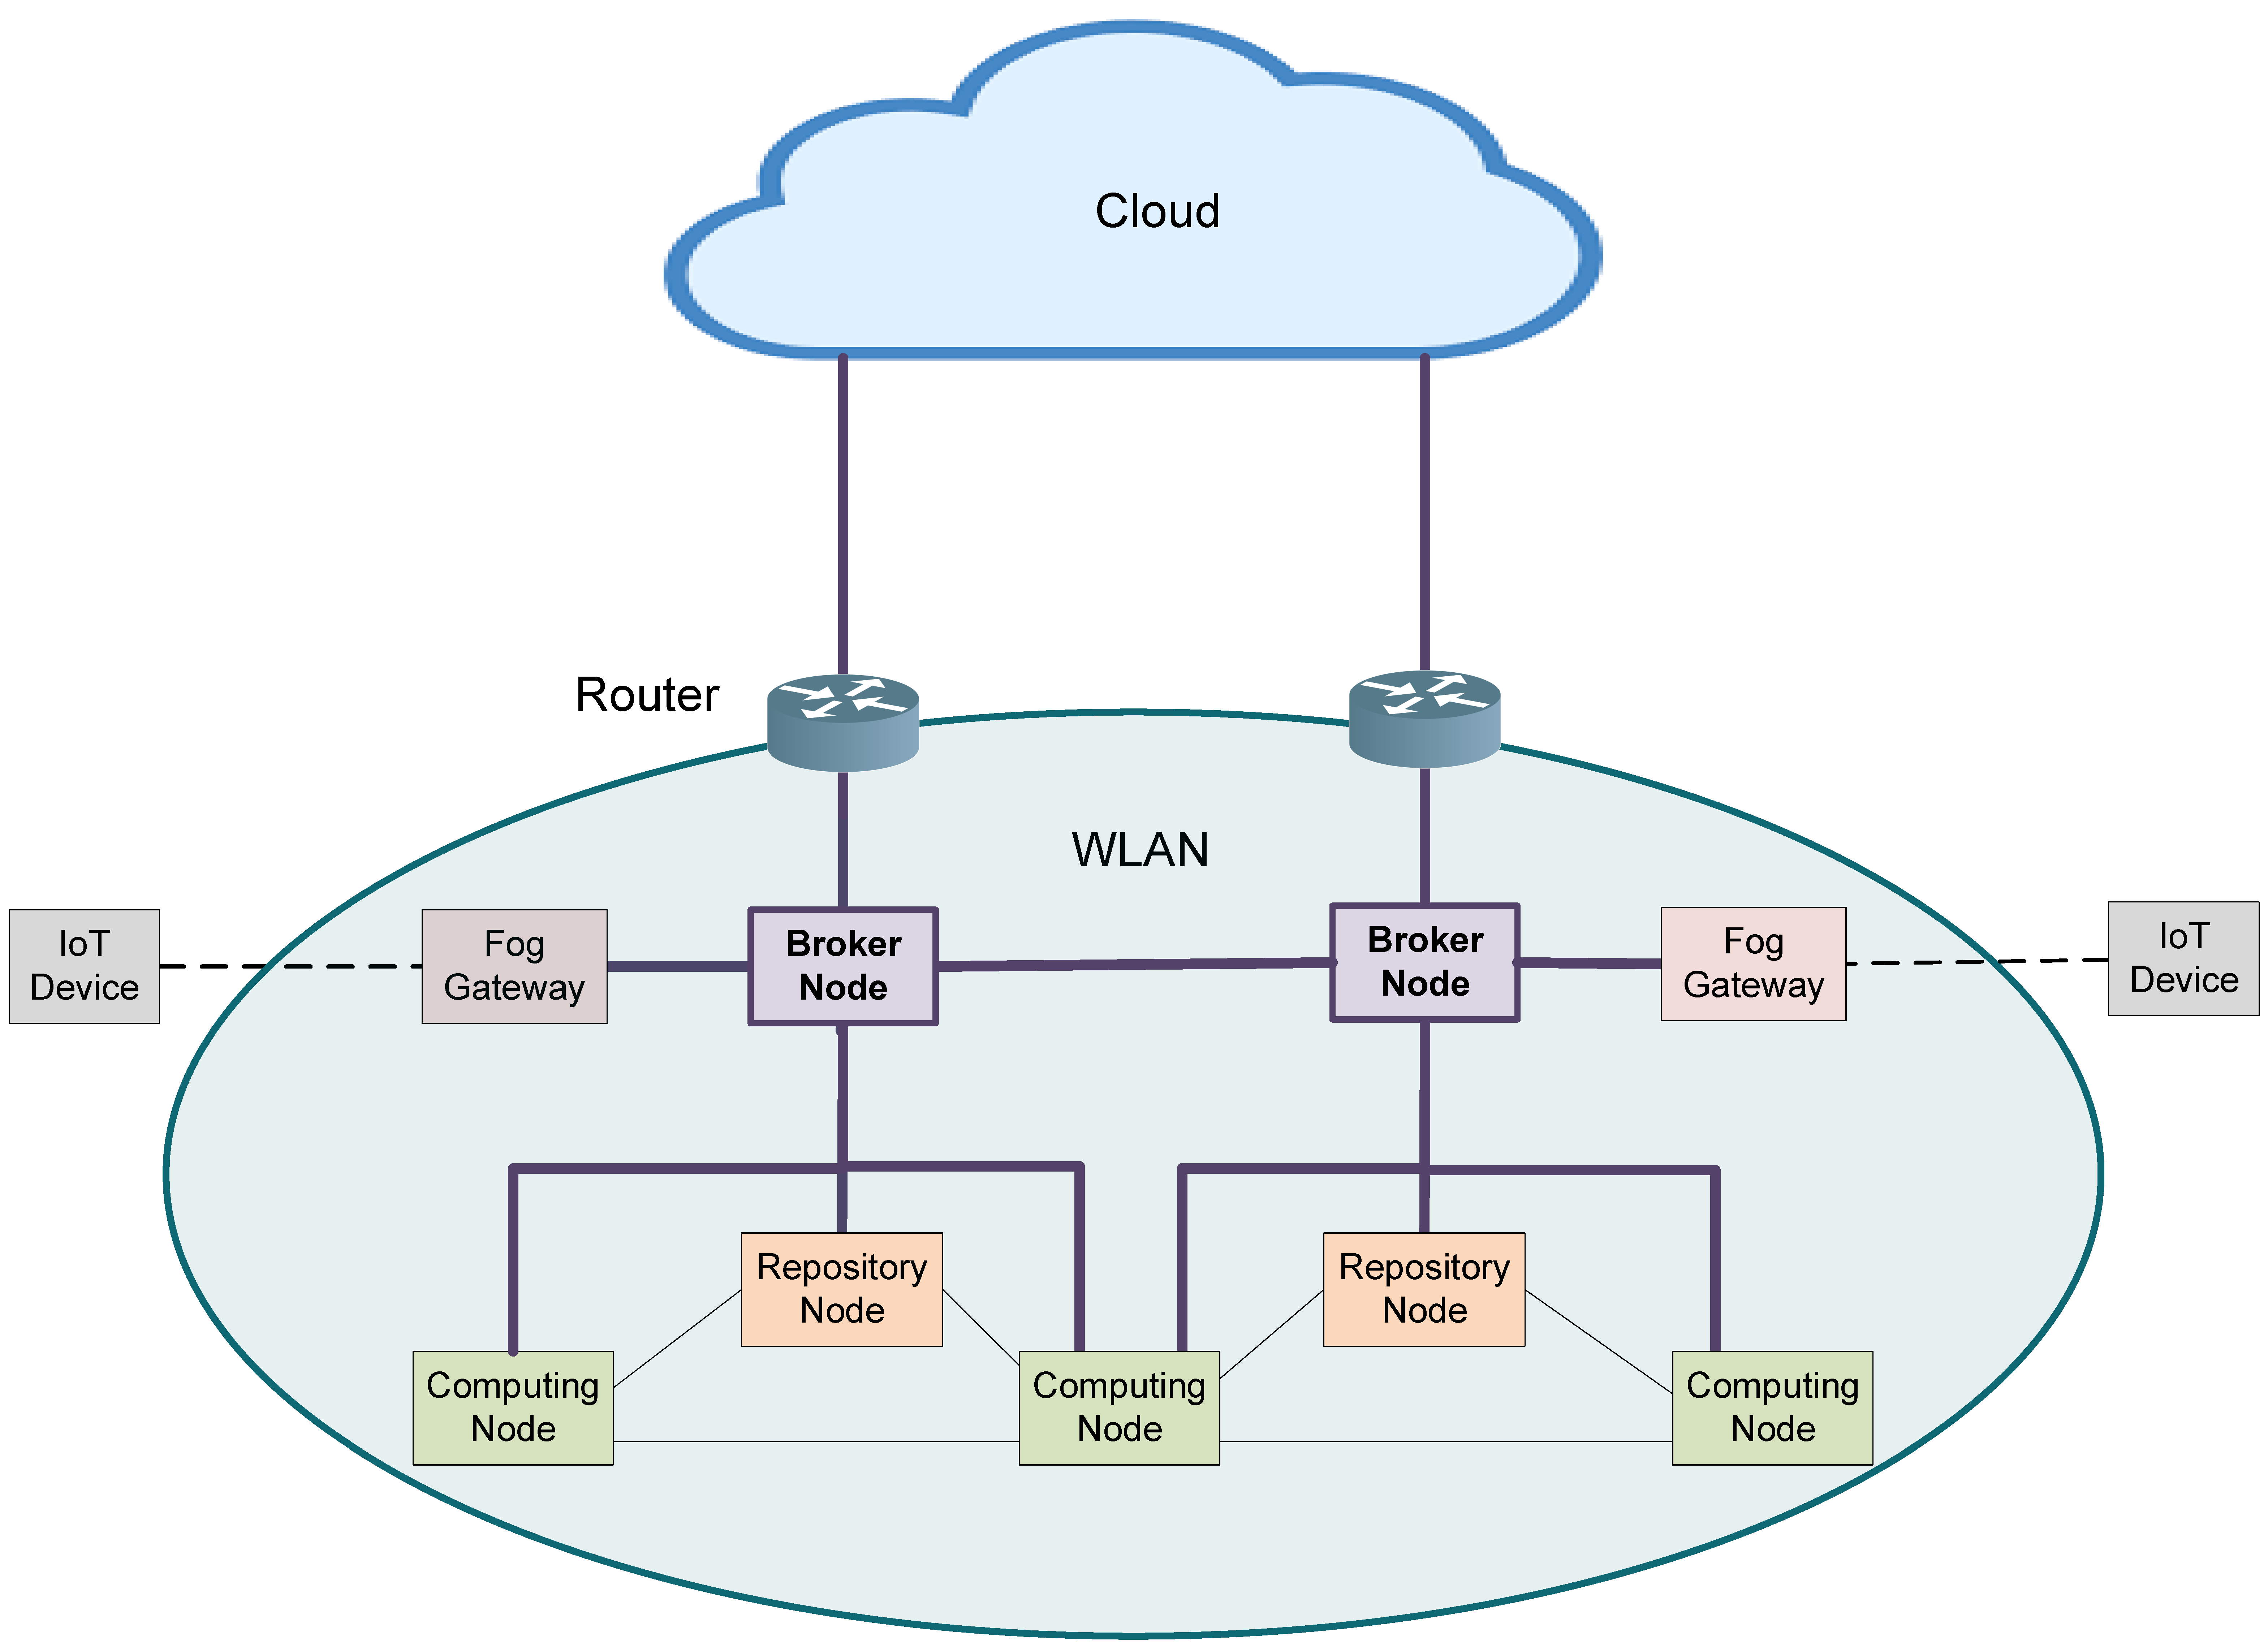 Cloud
Router
WLAN
IoT
Device
Fog
Gateway
Broker
Node
Broker
Node
Fog
Gateway
IoT
Device
Repository
Node
Repository
Node
Computing
Node
Computing
Node
Computing
Node